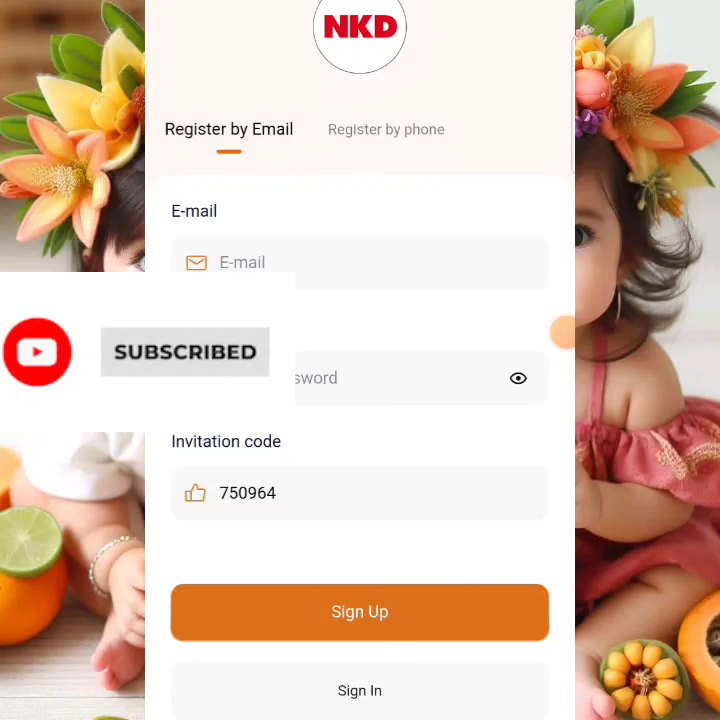 NKD
Register by Email
Register by phone
E-mail
E-mail
SUBSCRIBED
sword
Invitation code
750964
Sign Up
Sign In